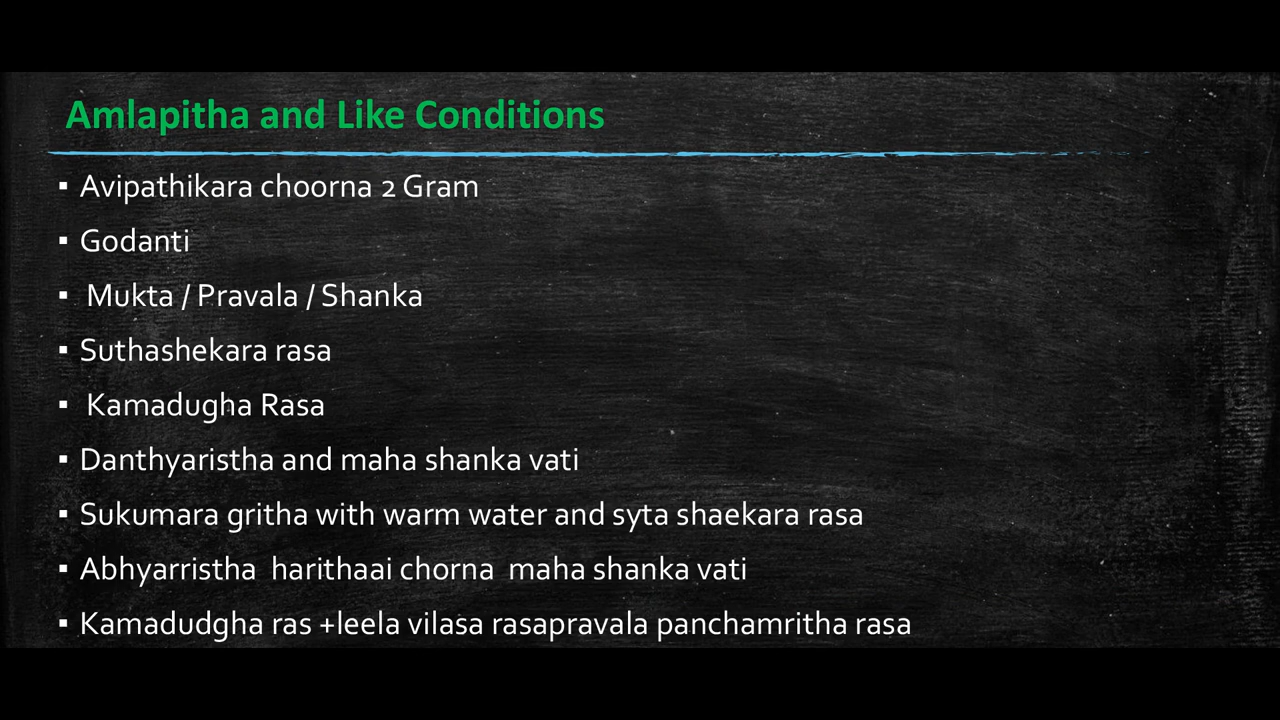 Amlapitha and Like Conditions
▪ Avipathikara choorna 2 Gram
▪ Godanti
▪ Mukta / Pravala / Shanka
▪ Suthashekara rasa
▪ Kamadugha Rasa
▪ Danthyaristha and maha shanka vati
▪ Sukumara gritha with warm water and syta shaekara rasa
▪ Abhyarristha harithaai chorna maha shanka vati
▪ Kamadudgha ras +leela vilasa rasapravala panchamritha rasa